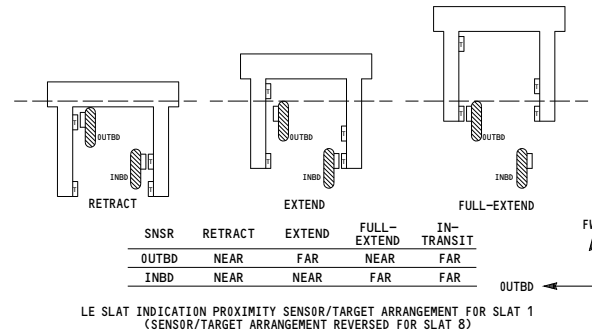 T
T
T
T
T
T
T
T
T
T
T
T
OUTBD
OUTBD
OUTBD
INBD
INBD
INBD
RETRACT
EXTEND
FULL-EXTEND
SNSR RETRACT EXTEND FULL-EXTEND IN-TRANSIT
OUTBD NEAR FAR NEAR FAR
INBD NEAR NEAR FAR FAR
OUTBD
LE SLAT INDICATION PROXIMITY SENSOR/TARGET ARRANGEMENT FOR SLAT 1
(SENSOR/TARGET ARRANGEMENT REVERSED FOR SLAT 8)